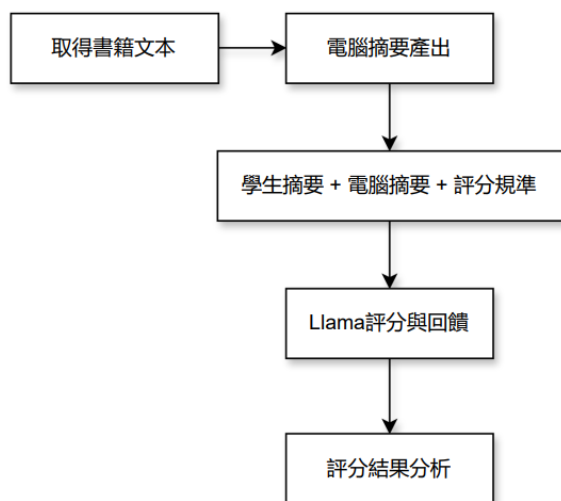 取得書籍文本
電腦摘要產出
學生摘要 + 電腦摘要 + 評分規準
Llama評分與回饋
評分結果分析